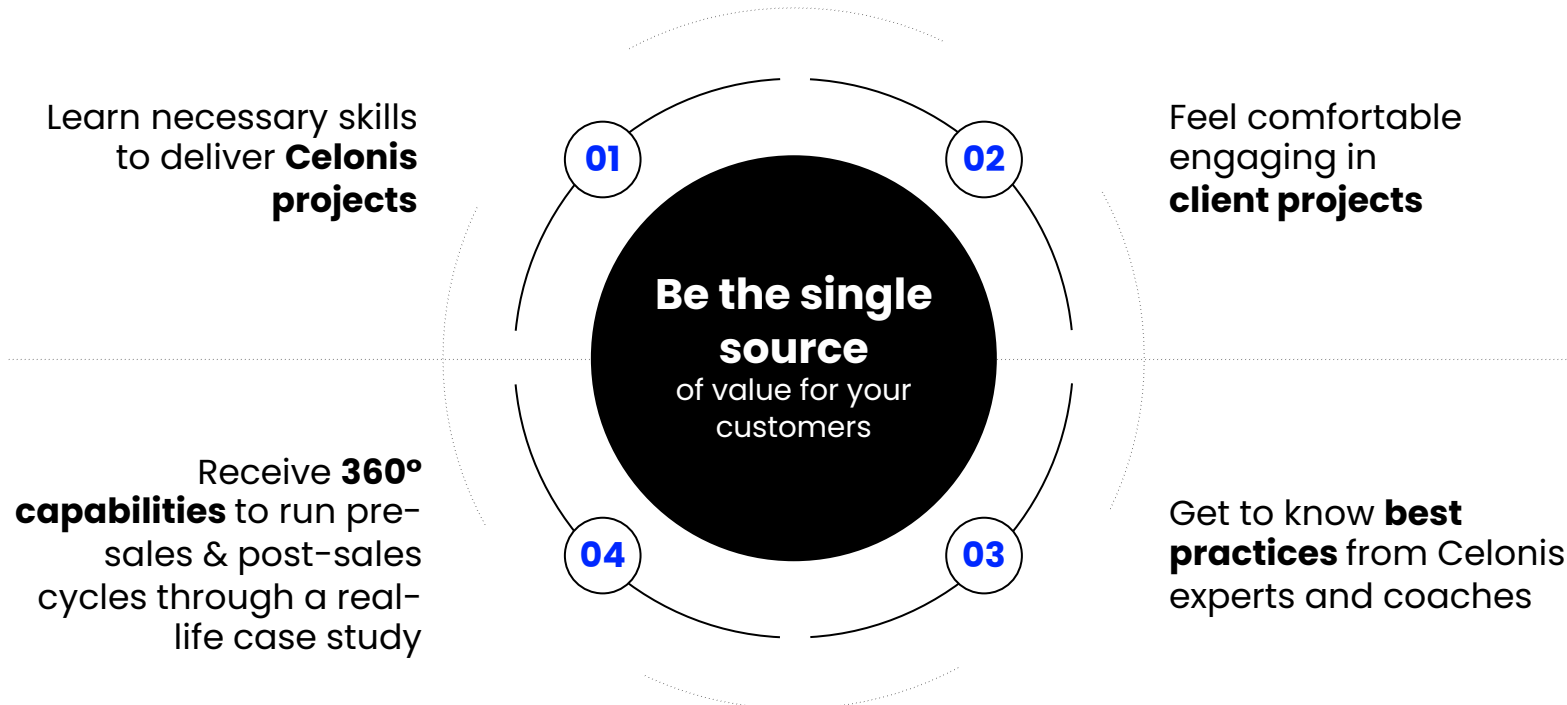 Learn necessary skills
to deliver Celonis
projects
01
02
Feel comfortable
engaging in
client projects
Be the single
source
of value for your
customers
Receive 360°
capabilities to run pre-
sales & post-sales
cycles through a real-
life case study
04
03
Get to know best
practices from Celonis
experts and coaches